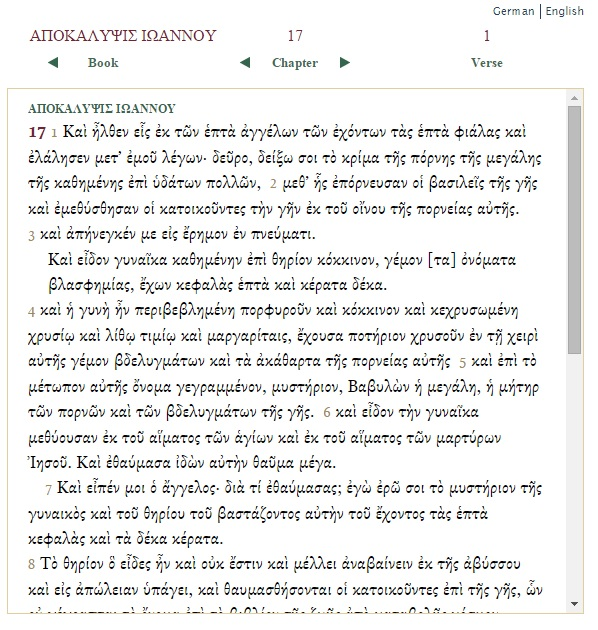 German | English
ΑΠΟΚΑΛΥΨΙΣ ΙΩΑΝΝΟΥ 17 1
◀ Book ◀ Chapter ▶ Verse
ΑΠΟΚΑΛΥΨΙΣ ΙΩΑΝΝΟΥ
17 1 Καὶ ἦλθεν εἷς ἐκ τῶν ἑπτὰ ἀγγέλων τῶν ἐχόντων τὰς ἑπτὰ φιάλας καὶ
ἐλάλησεν μετ’ ἐμοῦ λέγων· δεῦρο, δείξω σοι τὸ κρίμα τῆς πόρνης τῆς μεγάλης
τῆς καθημένης ἐπὶ ὑδάτων πολλῶν, 2 μεθ’ ἧς ἐπόρνευσαν οἱ βασιλεῖς τῆς γῆς
καὶ ἐμεθύσθησαν οἱ κατοικοῦντες τὴν γῆν ἐκ τοῦ οἴνου τῆς πορνείας αὐτῆς.
3 καὶ ἀπήνεγκέν με εἰς ἔρημον ἐν πνεύματι.
Καὶ εἶδον γυναῖκα καθημένην ἐπὶ θηρίον κόκκινον, γέμον [τα] ὀνόματα
βλασφημίας, ἔχων κεφαλὰς ἑπτὰ καὶ κέρατα δέκα.
4 καὶ ἡ γυνὴ ἦν περιβεβλημένη πορφυροῦν καὶ κόκκινον καὶ κεχρυσωμένη
χρυσίῳ καὶ λίθῳ τιμίῳ καὶ μαργαρίταις, ἔχουσα ποτήριον χρυσοῦν ἐν τῇ χειρὶ
αὐτῆς γέμον βδελυγμάτων καὶ τὰ ἀκάθαρτα τῆς πορνείας αὐτῆς 5 καὶ ἐπὶ τὸ
μέτωπον αὐτῆς ὄνομα γεγραμμένον, μυστήριον, Βαβυλὼν ἡ μεγάλη, ἡ μήτηρ
τῶν πορνῶν καὶ τῶν βδελυγμάτων τῆς γῆς. 6 καὶ εἶδον τὴν γυναῖκα
μεθύουσαν ἐκ τοῦ αἵματος τῶν ἁγίων καὶ ἐκ τοῦ αἵματος τῶν μαρτύρων
Ἰησοῦ. Καὶ ἐθαύμασα ἰδὼν αὐτὴν θαῦμα μέγα.
7 Καὶ εἶπέν μοι ὁ ἄγγελος· διὰ τί ἐθαύμασας; ἐγὼ ἐρῶ σοι τὸ μυστήριον τῆς
γυναικὸς καὶ τοῦ θηρίου τοῦ βαστάζοντος αὐτὴν τοῦ ἔχοντος τὰς ἑπτὰ
κεφαλὰς καὶ τὰ δέκα κέρατα.
8 Τὸ θηρίον ὃ εἶδες ἦν καὶ οὐκ ἔστιν καὶ μέλλει ἀναβαίνειν ἐκ τῆς ἀβύσσου
καὶ εἰς ἀπώλειαν ὑπάγει, καὶ θαυμασθήσονται οἱ κατοικοῦντες ἐπὶ τῆς γῆς, ὧν